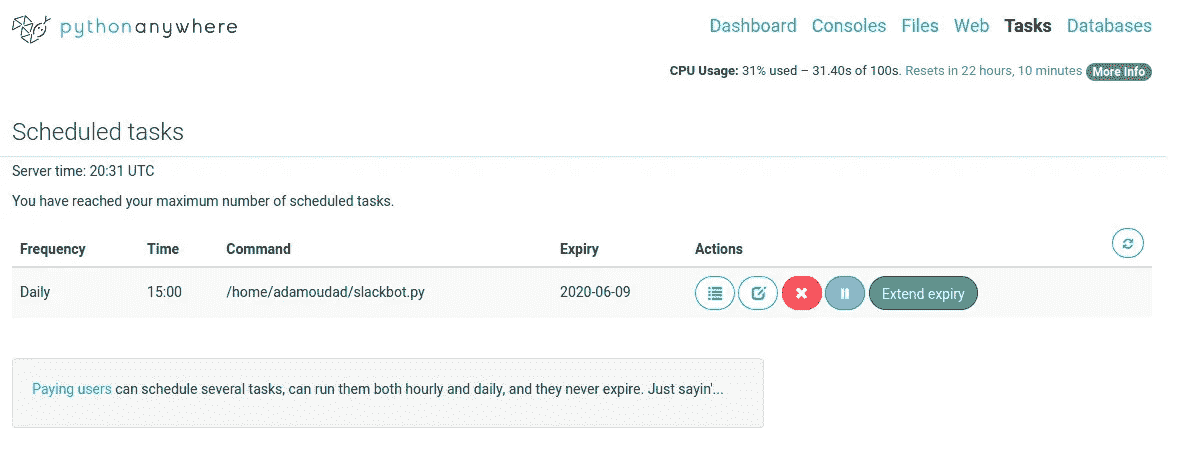 pythonanywhere
Dashboard Consoles Files Web Tasks Databases
CPU Usage: 31% used – 31.40s of 100s. Resets in 22 hours, 10 minutes More Info
Scheduled tasks
Server time: 20:31 UTC
You have reached your maximum number of scheduled tasks.
Frequency Time Command Expiry Actions
Daily 15:00 /home/adamoudad/slackbot.py 2020-06-09 Extend expiry
Paying users can schedule several tasks, can run them both hourly and daily, and they never expire. Just sayin'...